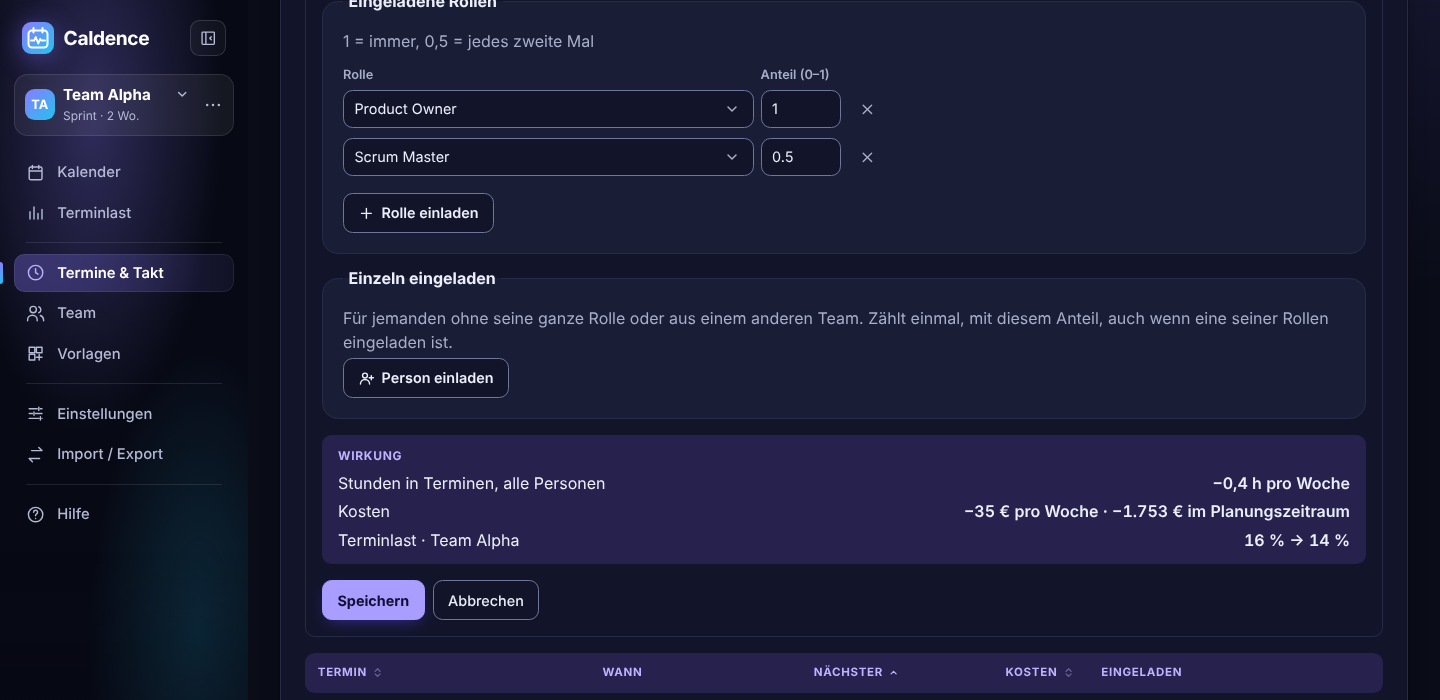 Caldence
TA
Team Alpha
Sprint · 2 Wo.
Kalender
Terminlast
Termine & Takt
Team
Vorlagen
Einstellungen
Import / Export
Hilfe
Eingeladene Rollen
1 = immer, 0,5 = jedes zweite Mal
Rolle Anteil (0–1)
Product Owner 1
Scrum Master 0.5
Rolle einladen
Einzeln eingeladen
Für jemanden ohne seine ganze Rolle oder aus einem anderen Team. Zählt einmal, mit diesem Anteil, auch wenn eine seiner Rollen
eingeladen ist.
Person einladen
WIRKUNG
Stunden in Terminen, alle Personen −0,4 h pro Woche
Kosten −35 € pro Woche · −1.753 € im Planungszeitraum
Terminlast · Team Alpha 16 % → 14 %
Speichern Abbrechen
TERMIN WANN NÄCHSTER KOSTEN EINGELADEN